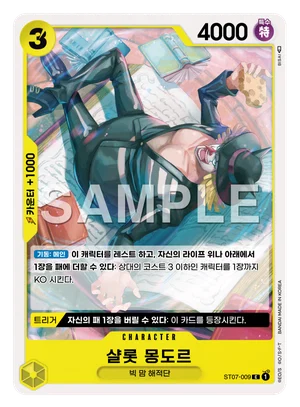 3
4000
특수
特
카운터 +1000
SAMPLE
기동: 메인 이 캐릭터를 레스트 하고, 자신의 라이프 위나 아래에서
1장을 패에 더할 수 있다: 상대의 코스트 3 이하인 캐릭터를 1장까지
KO 시킨다.
트리거 자신의 패 1장을 버릴 수 있다: 이 카드를 등장시킨다.
CHARACTER
샬롯 몽도르
빅 맘 해적단
ST07-009 C 1
BANDAI MADE IN KOREA